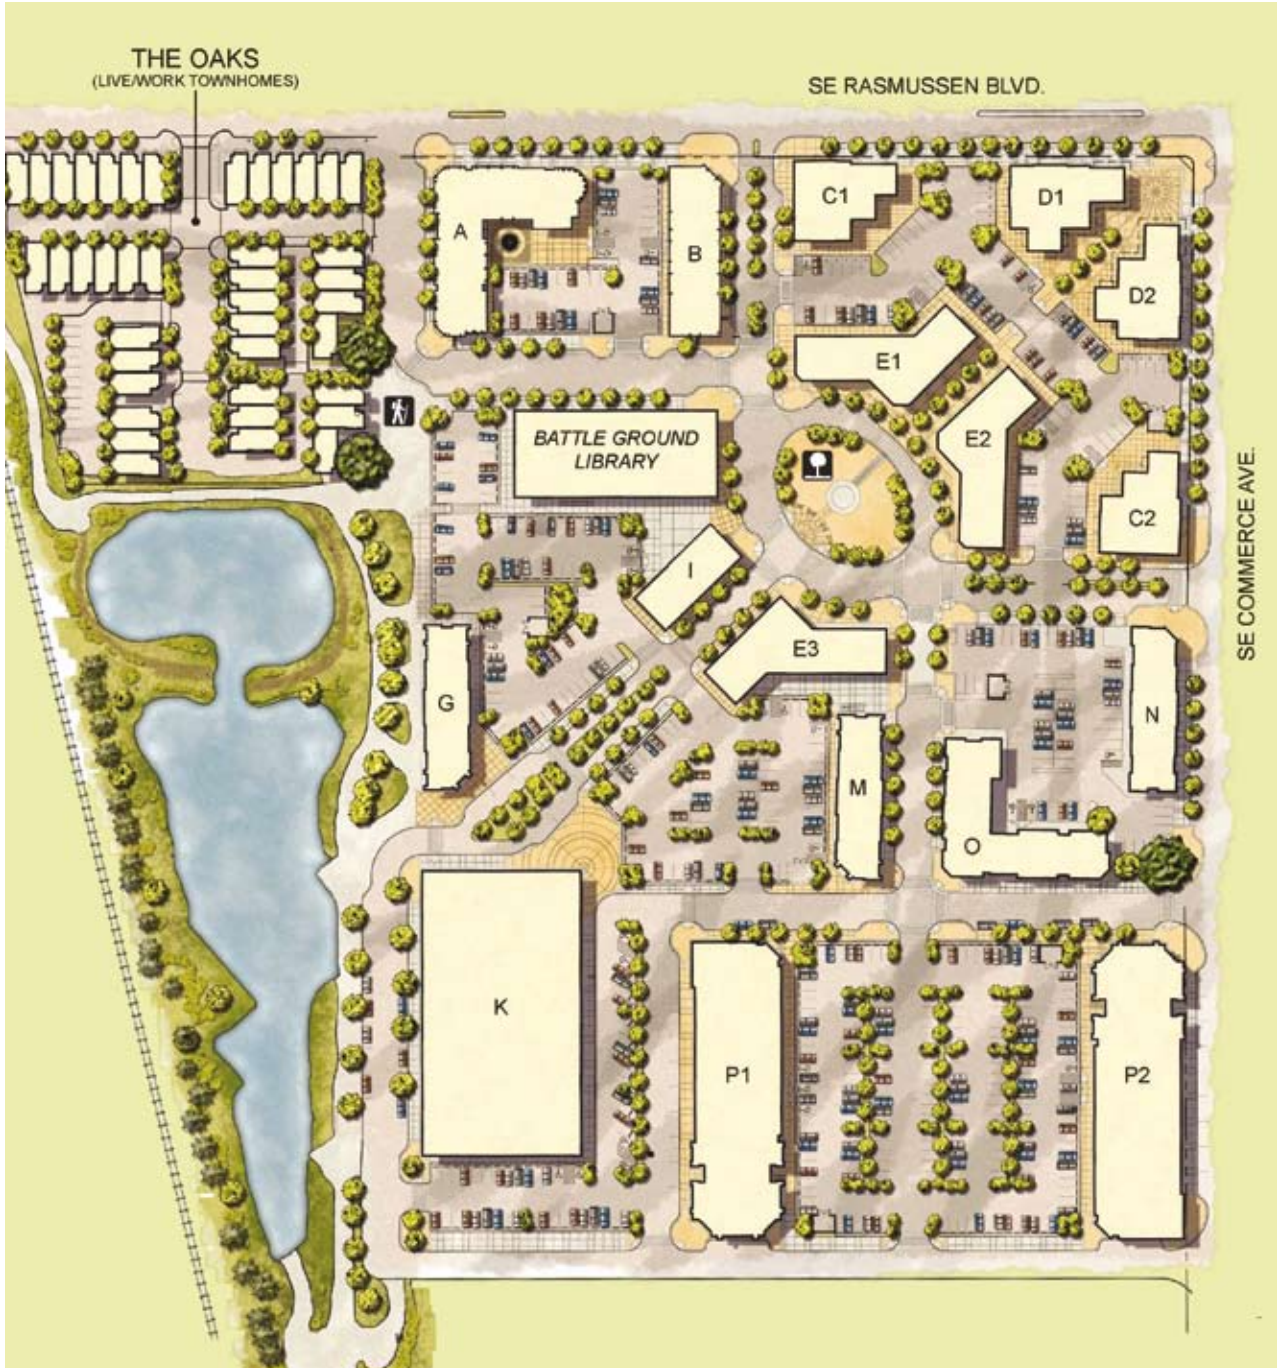 THE OAKS
(LIVE/WORK TOWNHOMES)
SE RASMUSSEN BLVD.
A
B
C1
D1
D2
E1
E2
BATTLE GROUND
LIBRARY
C2
SE COMMERCE AVE.
I
E3
G
N
M
O
K
P1
P2